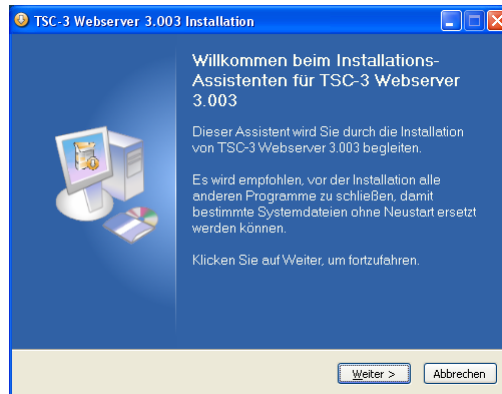 TSC-3 Webserver 3.003 Installation
Willkommen beim Installations-
Assistenten für TSC-3 Webserver
3.003
Dieser Assistent wird Sie durch die Installation
von TSC-3 Webserver 3.003 begleiten.
Es wird empfohlen, vor der Installation alle
anderen Programme zu schließen, damit
bestimmte Systemdateien ohne Neustart ersetzt
werden können.
Klicken Sie auf Weiter, um fortzufahren.
Weiter >
Abbrechen